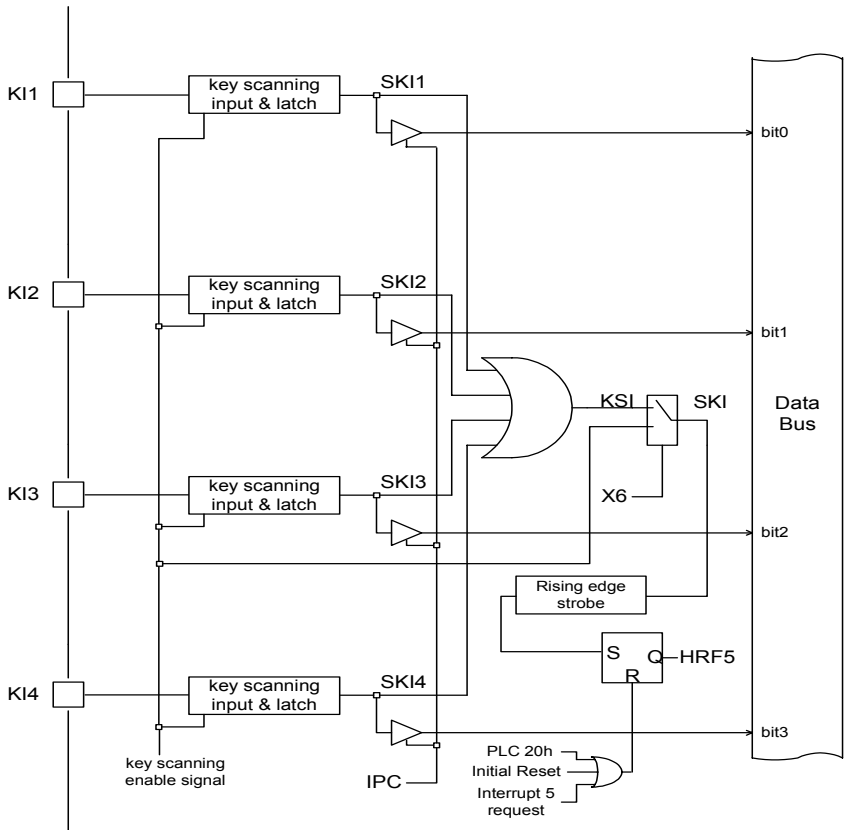 KI1
key scanning
input & latch
SKI1
bit0
KI2
key scanning
input & latch
SKI2
bit1
KSI
SKI
Data
Bus
KI3
key scanning
input & latch
SKI3
X6
bit2
Rising edge
strobe
S
Q
HRF5
R
KI4
key scanning
input & latch
SKI4
bit3
key scanning
enable signal
IPC
PLC 20h
Initial Reset
Interrupt 5
request